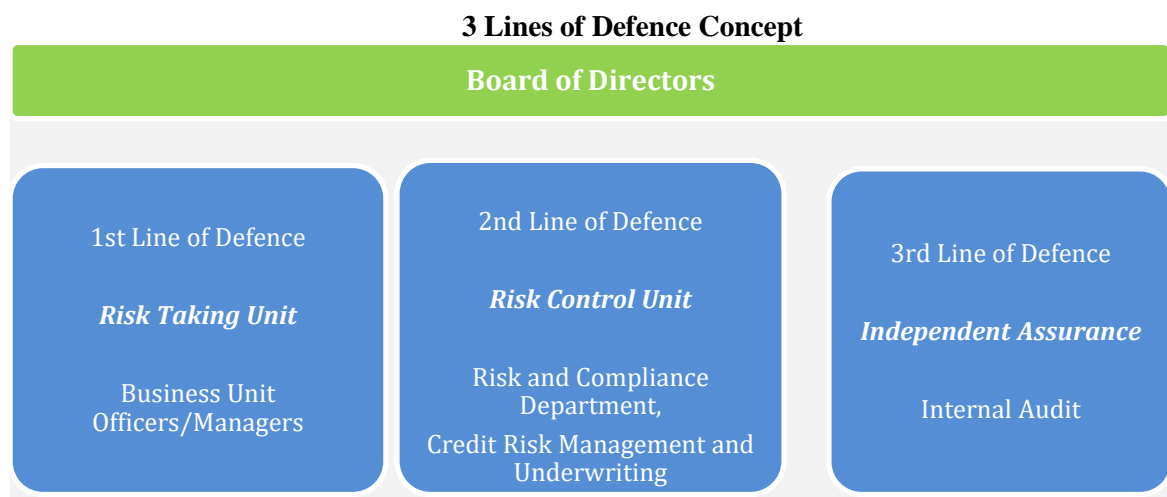 3 Lines of Defence Concept
Board of Directors
1st Line of Defence
Risk Taking Unit
Business Unit
Officers/Managers
2nd Line of Defence
Risk Control Unit
Risk and Compliance
Department,
Credit Risk Management and
Underwriting
3rd Line of Defence
Independent Assurance
Internal Audit